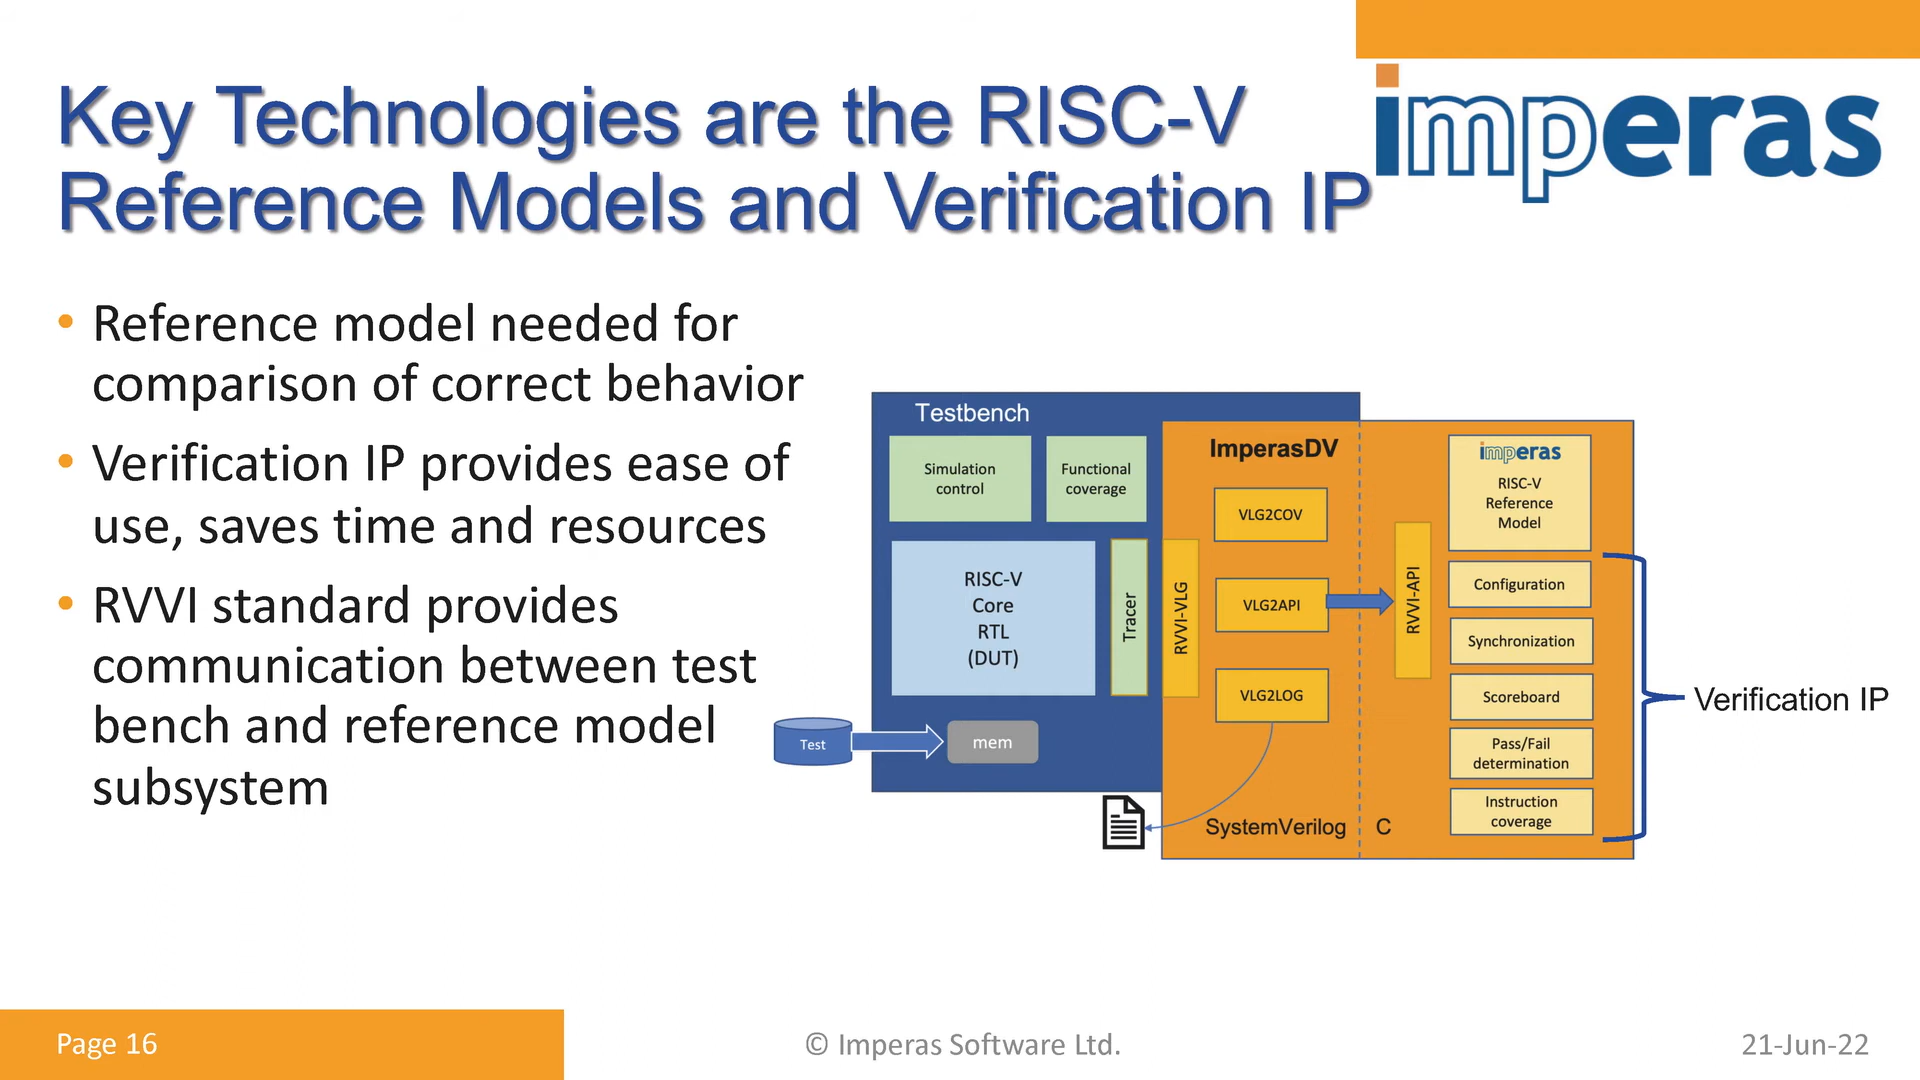 imperas
Key Technologies are the RISC-V
Reference Models and Verification IP
• Reference model needed for
comparison of correct behavior
• Verification IP provides ease of
use, saves time and resources
• RVVI standard provides
communication between test
bench and reference model
subsystem
Testbench
Simulation
control
Functional
coverage
RISC-V
Core
RTL
(DUT)
Tracer
Test
mem
ImperasDV
RVVI-VLG
VLG2COV
VLG2API
VLG2LOG
SystemVerilog
C
RVVI-API
imperas
RISC-V
Reference
Model
Configuration
Synchronization
Scoreboard
Pass/Fail
determination
Instruction
coverage
Verification IP
Page 16
© Imperas Software Ltd.
21-Jun-22